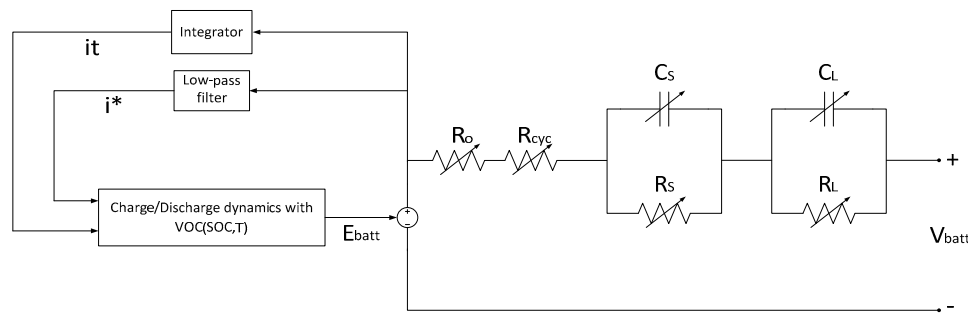 Integrator
it
Low-pass
filter
i*
Charge/Discharge dynamics with
VOC(SOC,T)
Ebatt
+
-
Ro
Rcyc
CS
RS
CL
RL
+
Vbatt
-